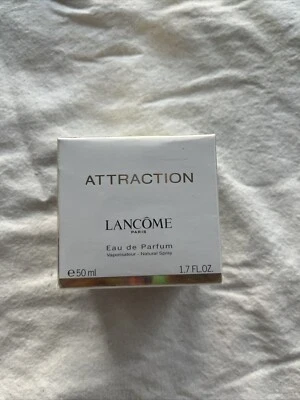 ATTRACTION
LANCÔME
PARIS
Eau de Parfum
Vaporisateur - Natural Spray
℮50 ml 1.7 FL.OZ.